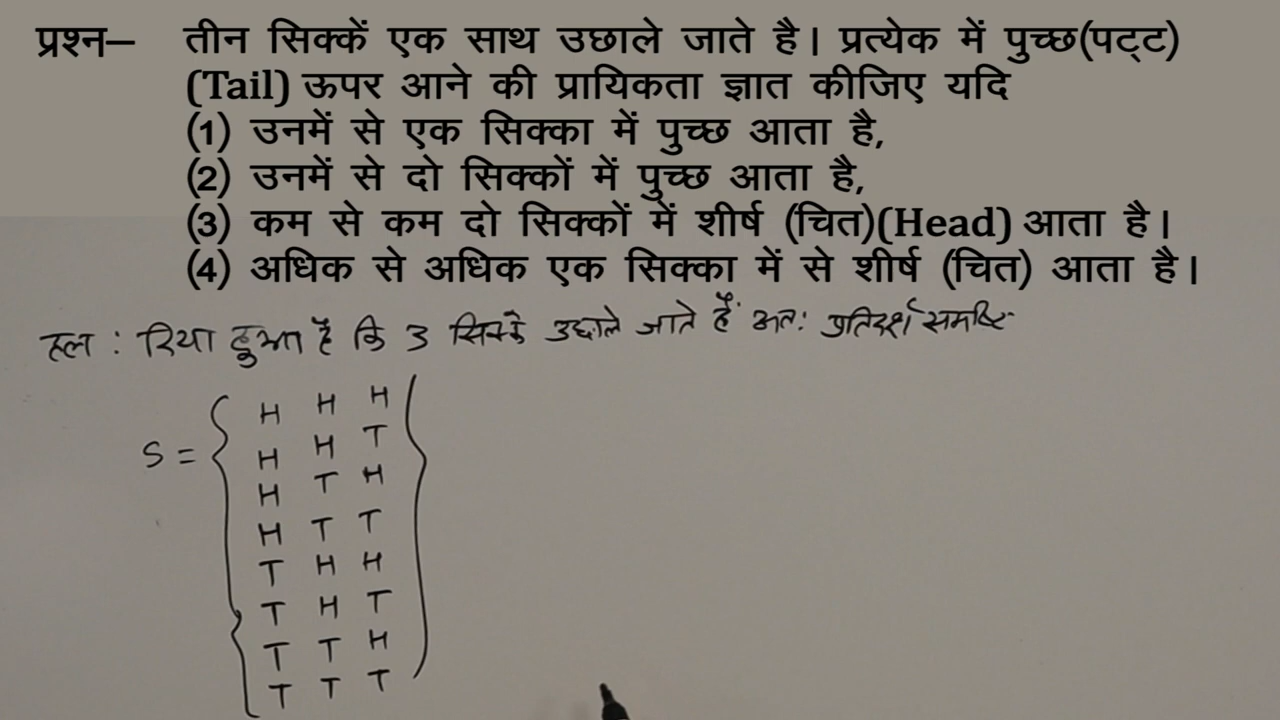 प्रश्न– तीन सिक्कें एक साथ उछाले जाते है। प्रत्येक में पुच्छ(पट्ट)
(Tail) ऊपर आने की प्रायिकता ज्ञात कीजिए यदि
(1) उनमें से एक सिक्का में पुच्छ आता है,
(2) उनमें से दो सिक्कों में पुच्छ आता है,
(3) कम से कम दो सिक्कों में शीर्ष (चित)(Head) आता है।
(4) अधिक से अधिक एक सिक्का में से शीर्ष (चित) आता है।
हल : दिया हुआ है कि 3 सिक्के उछाले जाते हैं अत: प्रतिदर्श समष्टि
H H H
S = { H H T }
H T H
H T T
T H H
T H T
T T H
T T T